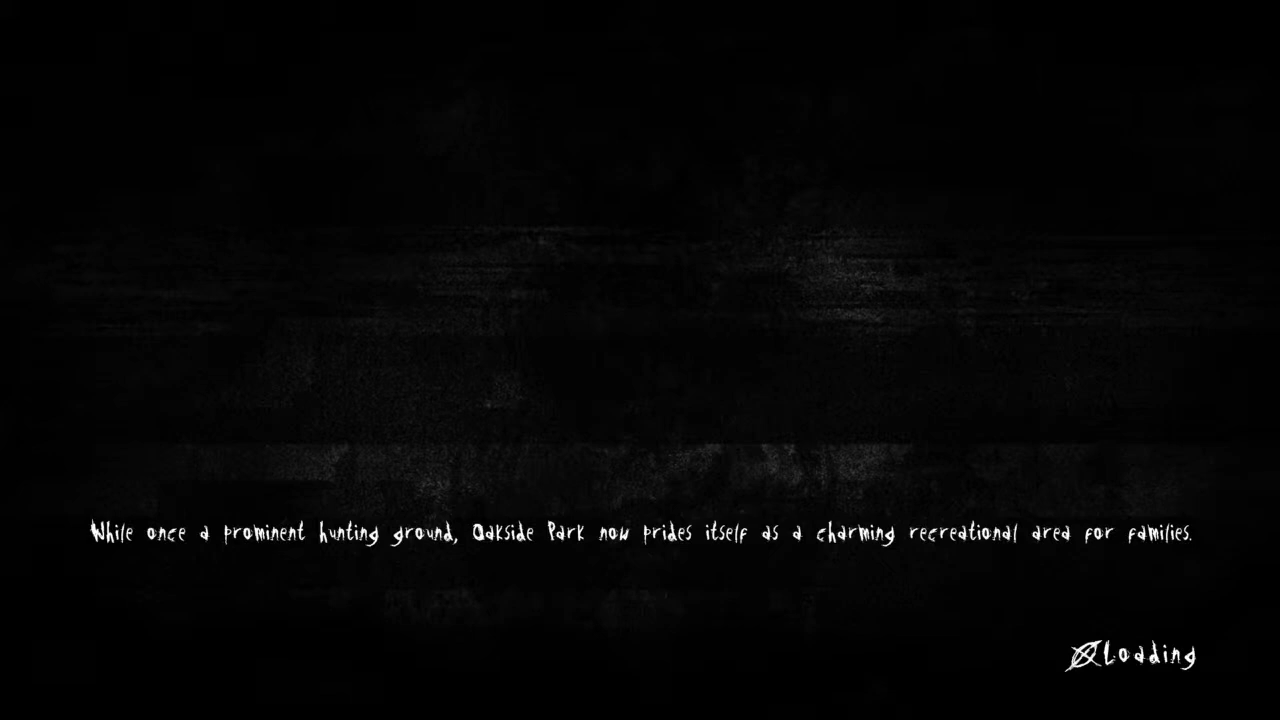 While once a prominent hunting ground, Oakside Park now prides itself as a charming recreational area for families.
Loading